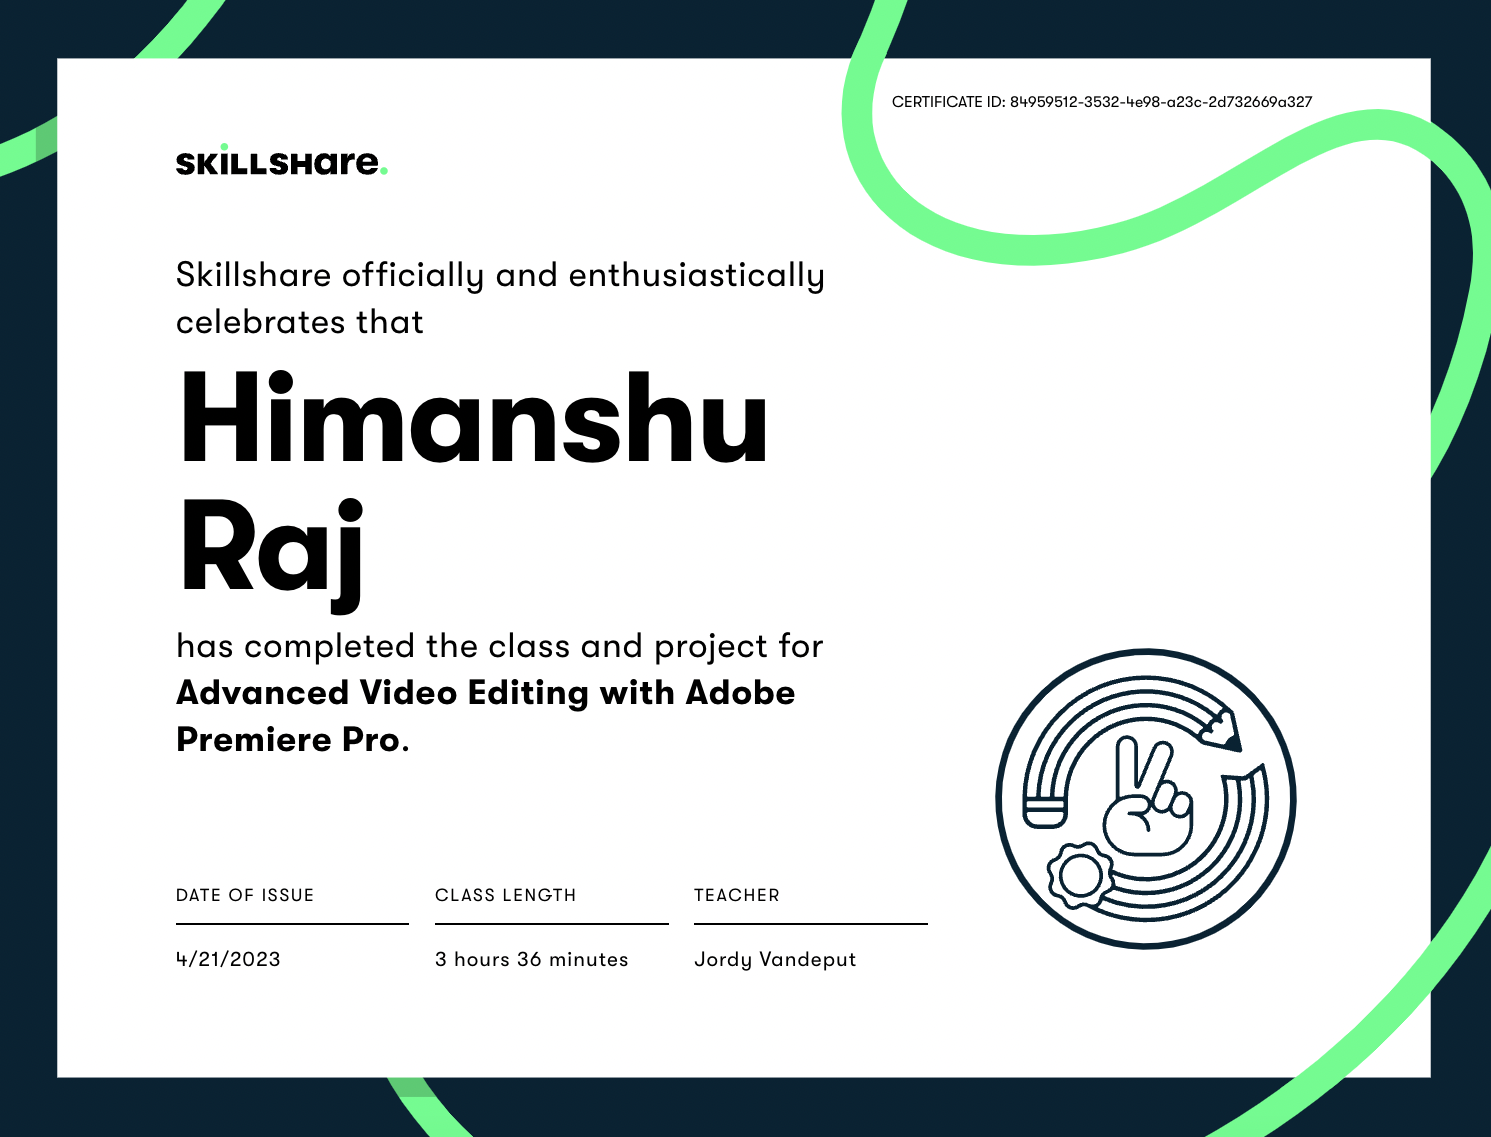 CERTIFICATE ID: 84959512-3532-4e98-a23c-2d732669a327
SKiLLSHare.
Skillshare officially and enthusiastically
celebrates that
Himanshu
Raj
has completed the class and project for
Advanced Video Editing with Adobe
Premiere Pro.
DATE OF ISSUE CLASS LENGTH TEACHER
4/21/2023 3 hours 36 minutes Jordy Vandeput